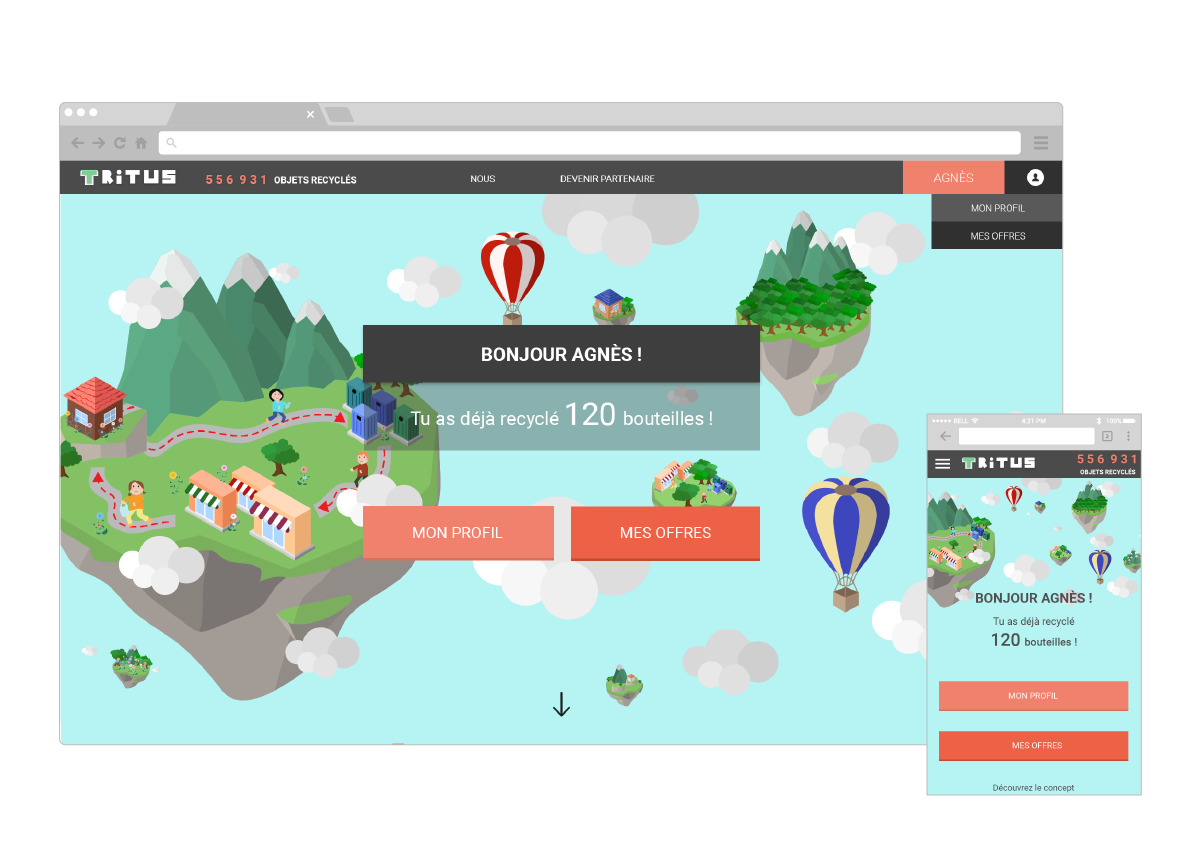 TRiTUS
556 931 OBJETS RECYCLÉS
NOUS
DEVENIR PARTENAIRE
AGNÈS
MON PROFIL
MES OFFRES
BONJOUR AGNÈS !
Tu as déjà recyclé 120 bouteilles !
MON PROFIL
MES OFFRES
BELL
4:21 PM
100%
3
TRiTUS
556 931
OBJETS RECYCLÉS
BONJOUR AGNÈS !
Tu as déjà recyclé
120 bouteilles !
MON PROFIL
MES OFFRES
Découvrez le concept